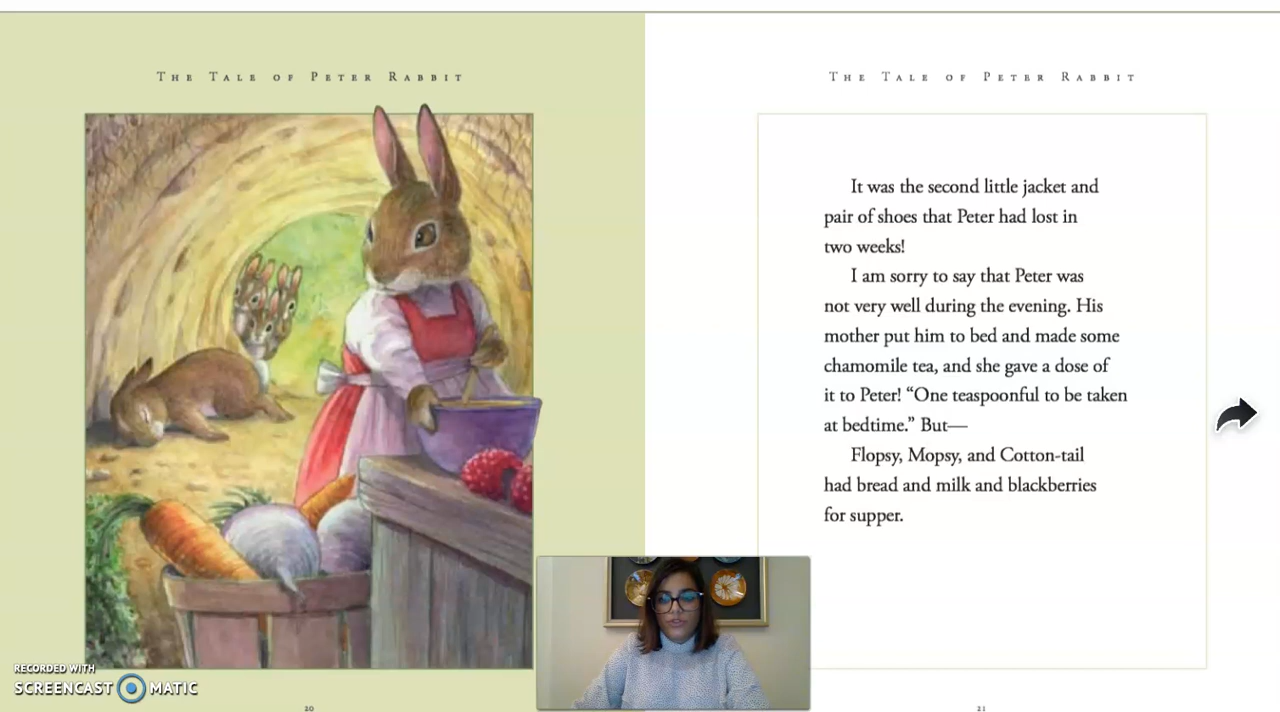 The Tale of Peter Rabbit
The Tale of Peter Rabbit
It was the second little jacket and
pair of shoes that Peter had lost in
two weeks!
I am sorry to say that Peter was
not very well during the evening. His
mother put him to bed and made some
chamomile tea, and she gave a dose of
it to Peter! “One teaspoonful to be taken
at bedtime.” But—
Flopsy, Mopsy, and Cotton-tail
had bread and milk and blackberries
for supper.
RECORDED WITH
SCREENCAST MATIC
20
21